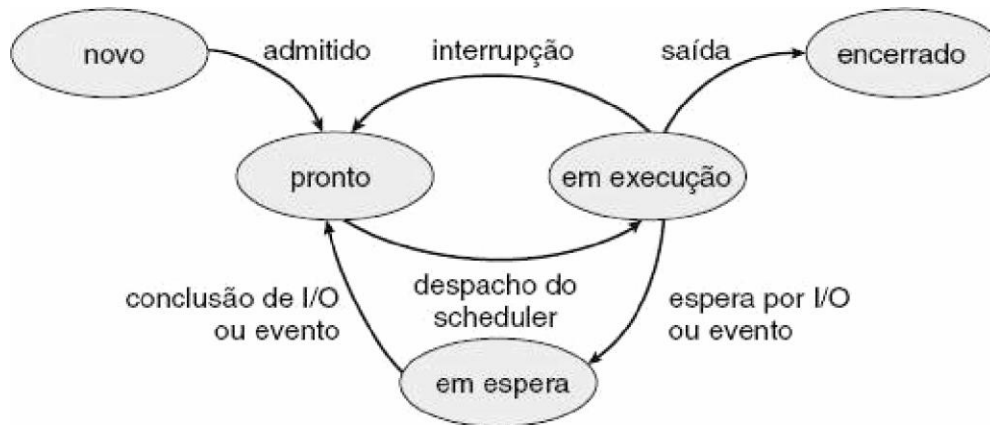 novo
admitido
interrupção
saída
encerrado
pronto
em execução
conclusão de I/O
ou evento
despacho do
scheduler
espera por I/O
ou evento
em espera